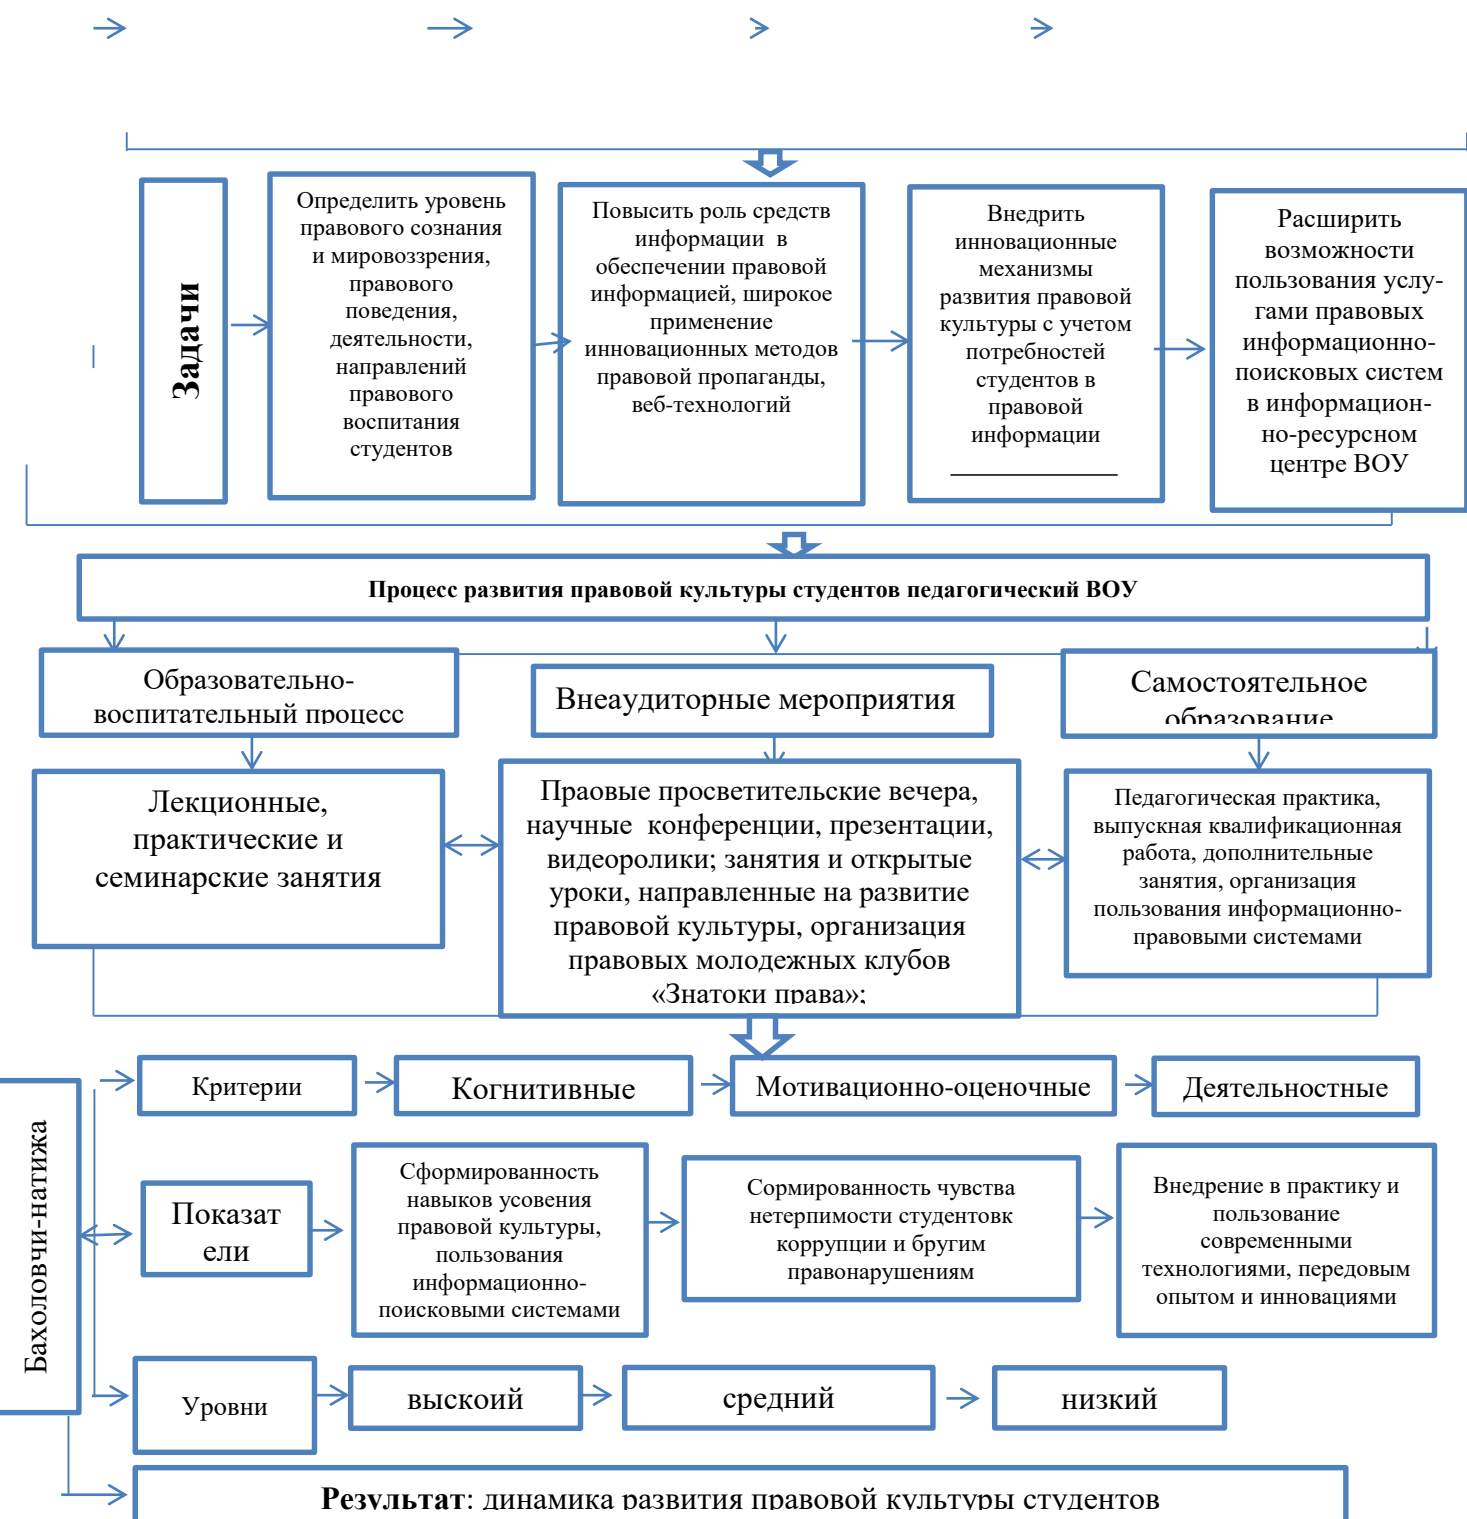 Задачи
Определить уровень
правового сознания
и мировоззрения,
правового
поведения,
деятельности,
направлений
правового
воспитания
студентов
Повысить роль средств
информации в
обеспечении правовой
информацией, широкое
применение
инновационных методов
правовой пропаганды,
веб-технологий
Внедрить
инновационные
механизмы
развития правовой
культуры с учетом
потребностей
студентов в
правовой
информации
Расширить
возможности
пользования услу-
гами правовых
информационно-
поисковых систем
в информацион-
но-ресурсном
центре ВОУ
Процесс развития правовой культуры студентов педагогический ВОУ
Образовательно-
воспитательный процесс
Внеаудиторные мероприятия
Самостоятельное
образование
Лекционные,
практические и
семинарские занятия
Праовые просветительские вечера,
научные конференции, презентации,
видеоролики; занятия и открытые
уроки, направленные на развитие
правовой культуры, организация
правовых молодежных клубов
«Знатоки права»;
Педагогическая практика,
выпускная квалификационная
работа, дополнительные
занятия, организация
пользования информационно-
правовыми системами
Бахоловчи-натижа
Критерии
Когнитивные
Мотивационно-оценочные
Деятельностные
Показат
ели
Сформированность
навыков усовения
правовой культуры,
пользования
информационно-
поисковыми системами
Сормированность чувства
нетерпимости студентовк
коррупции и бругим
правонарушениям
Внедрение в практику и
пользование
современными
технологиями, передовым
опытом и инновациями
Уровни
выскоий
средний
низкий
Результат: динамика развития правовой культуры студентов